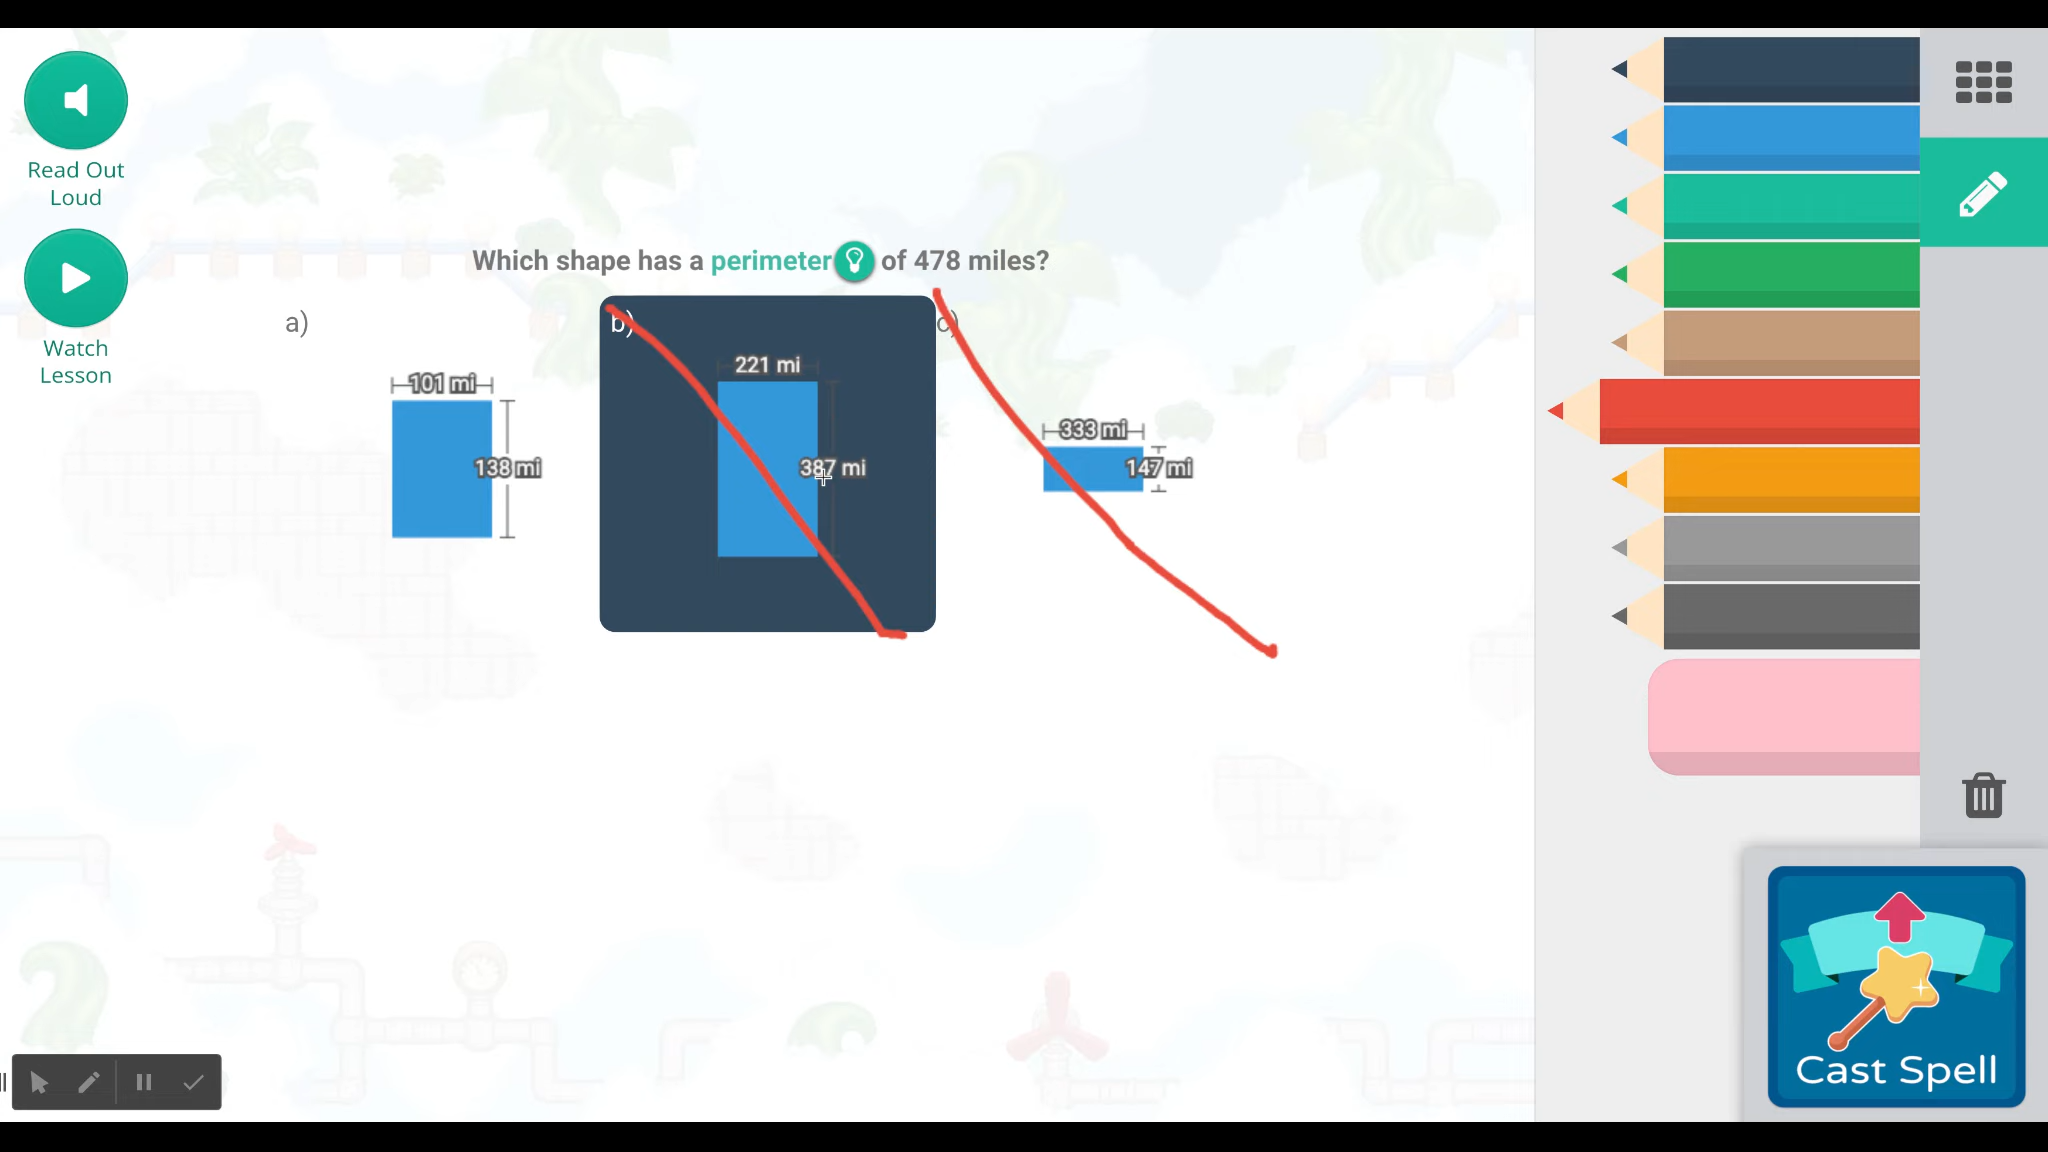 Read Out
Loud
Watch
Lesson
Which shape has a perimeter of 478 miles?
a)
b)
c)
101 mi
138 mi
221 mi
387 mi
333 mi
147 mi
Cast Spell